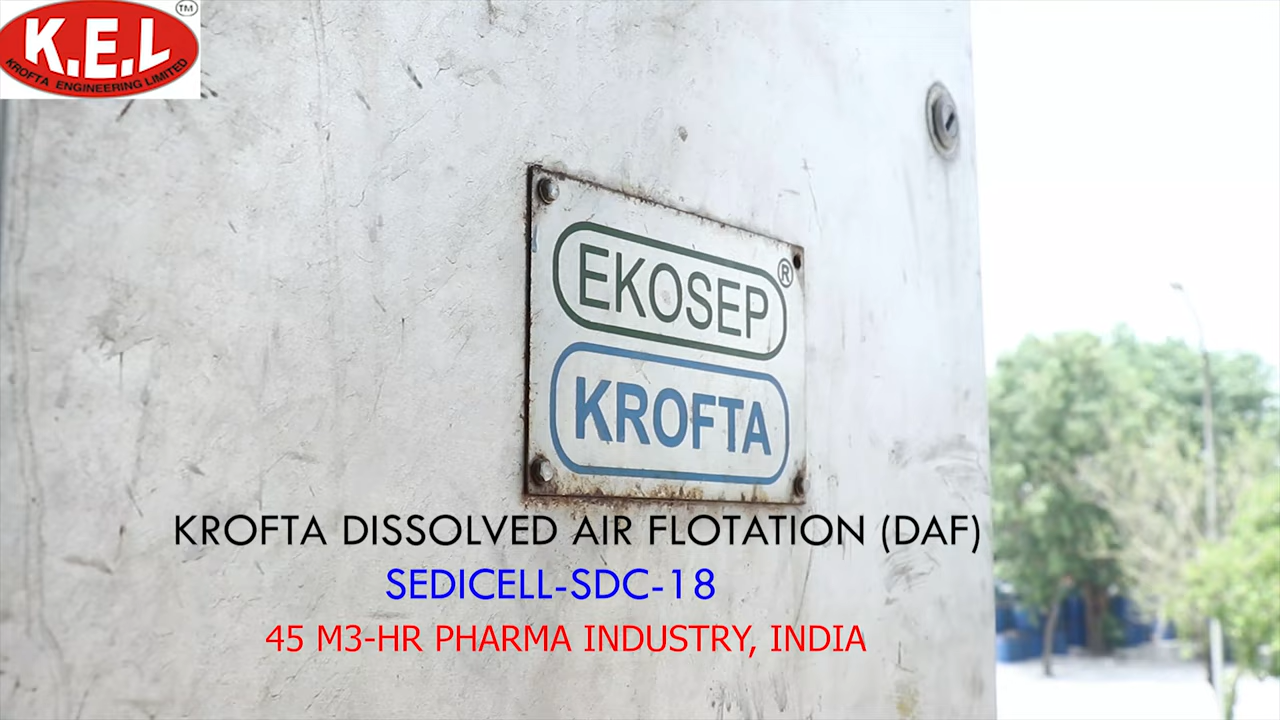 TM
K.E.L
KROFTA ENGINEERING LIMITED
EKOSEP®
KROFTA
KROFTA DISSOLVED AIR FLOTATION (DAF)
SEDICELL-SDC-18
45 M3-HR PHARMA INDUSTRY, INDIA